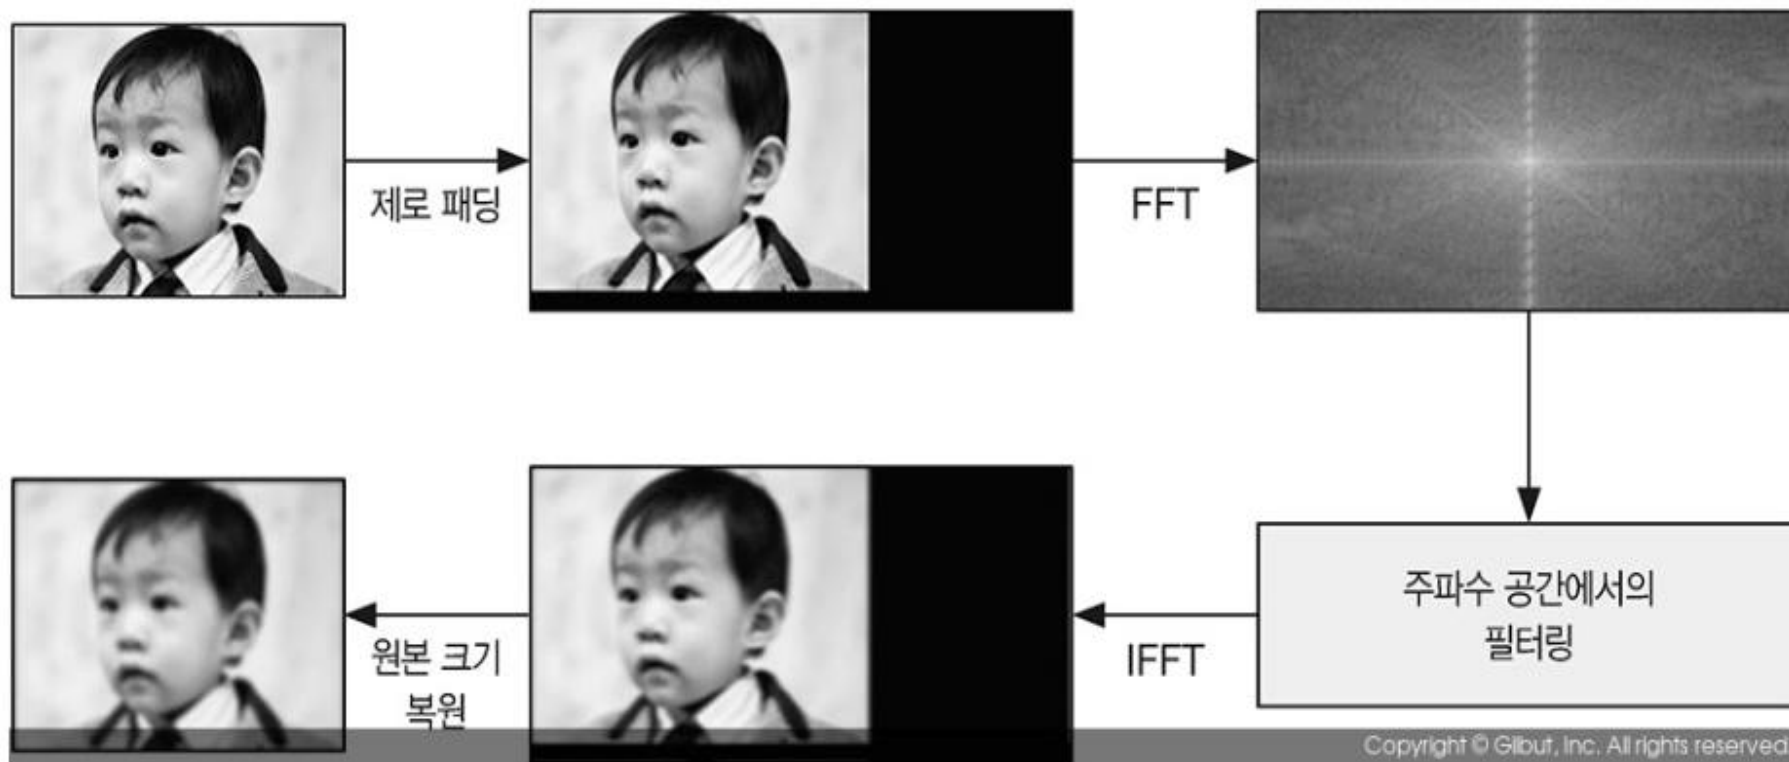 제로 패딩
FFT
주파수 공간에서의
필터링
IFFT
원본 크기
복원
Copyright © Gilbut, Inc. All rights reserved